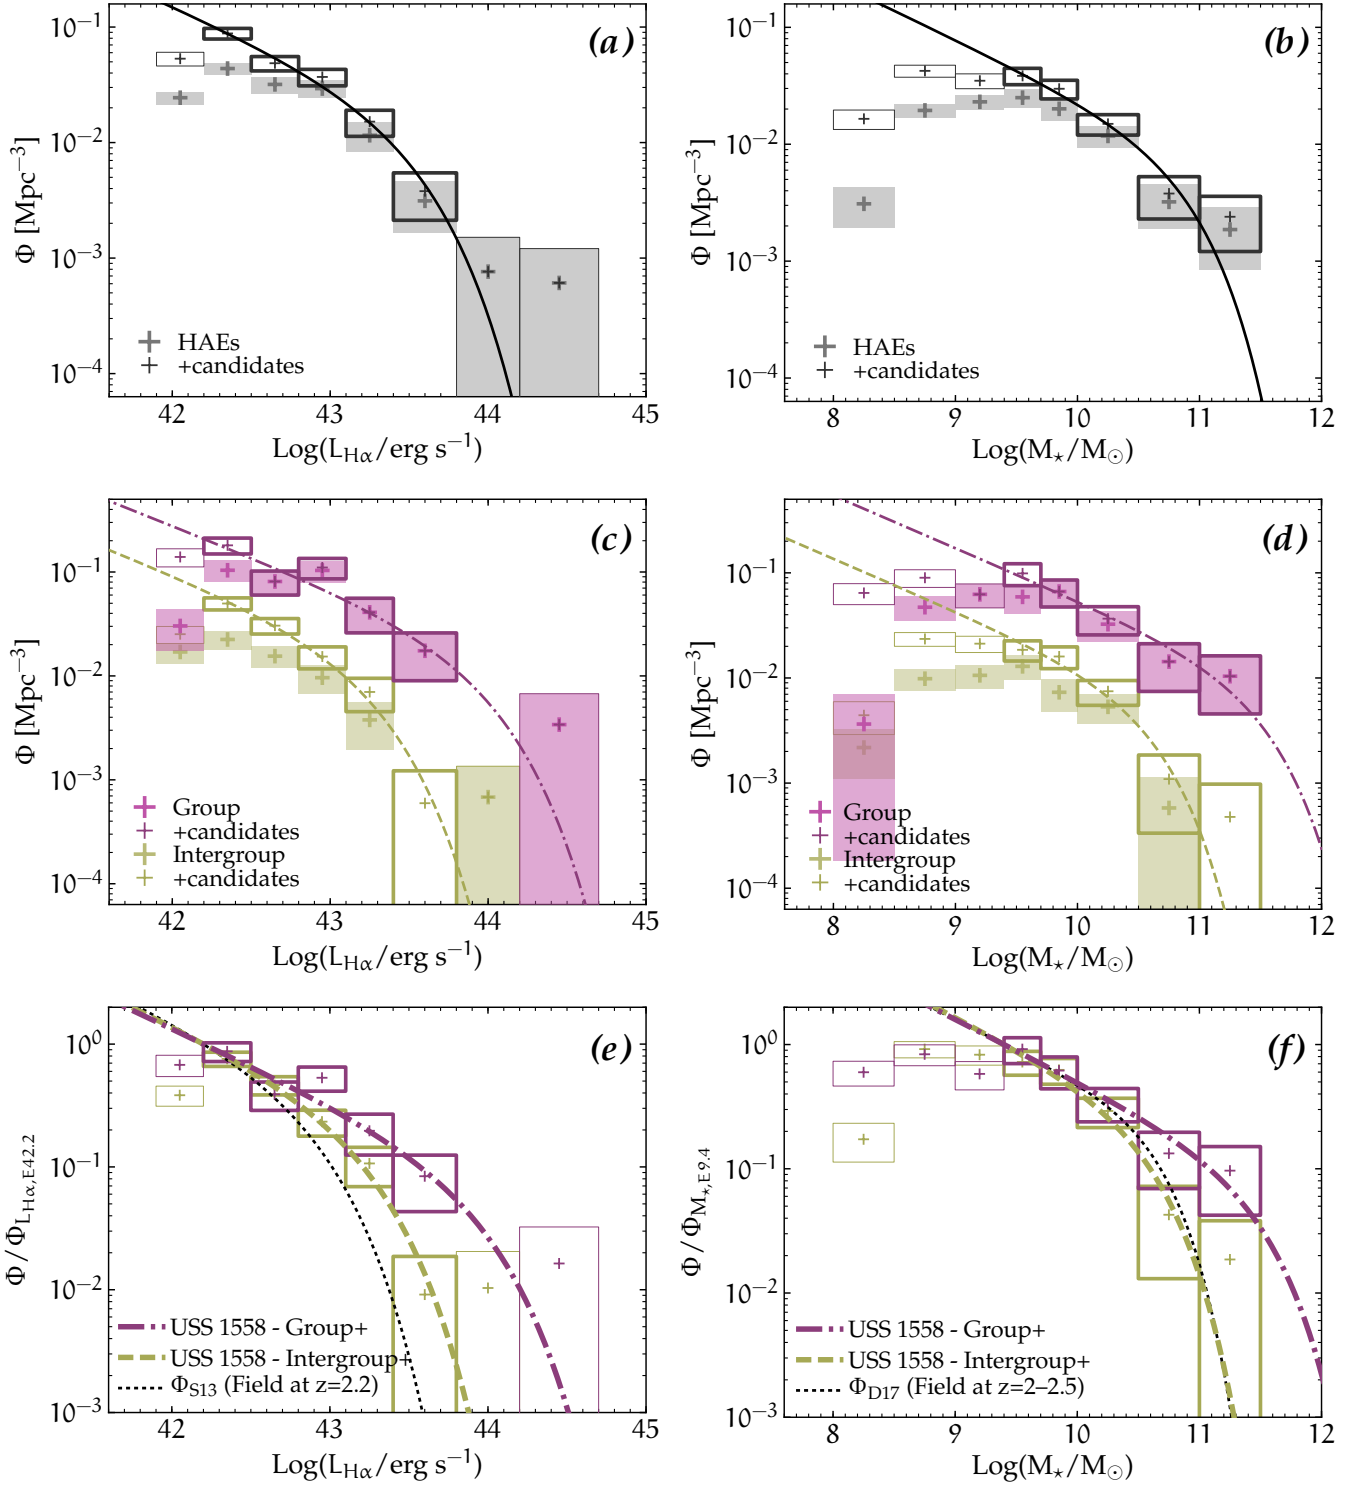 (a)
Φ [Mpc⁻³]
10⁻¹
10⁻²
10⁻³
10⁻⁴
HAEs
+candidates
42 43 44 45
Log(L_Hα/erg s⁻¹)
(b)
Φ [Mpc⁻³]
10⁻¹
10⁻²
10⁻³
10⁻⁴
HAEs
+candidates
8 9 10 11 12
Log(M⋆/M⊙)
(c)
Φ [Mpc⁻³]
10⁻¹
10⁻²
10⁻³
10⁻⁴
Group
+candidates
Intergroup
+candidates
42 43 44 45
Log(L_Hα/erg s⁻¹)
(d)
Φ [Mpc⁻³]
10⁻¹
10⁻²
10⁻³
10⁻⁴
Group
+candidates
Intergroup
+candidates
8 9 10 11 12
Log(M⋆/M⊙)
(e)
Φ/Φ_LHα,E42.2
10⁰
10⁻¹
10⁻²
10⁻³
USS 1558 - Group+
USS 1558 - Intergroup+
Φ_S13 (Field at z=2.2)
42 43 44 45
Log(L_Hα/erg s⁻¹)
(f)
Φ/Φ_M⋆,E9.4
10⁰
10⁻¹
10⁻²
10⁻³
USS 1558 - Group+
USS 1558 - Intergroup+
Φ_D17 (Field at z=2–2.5)
8 9 10 11 12
Log(M⋆/M⊙)